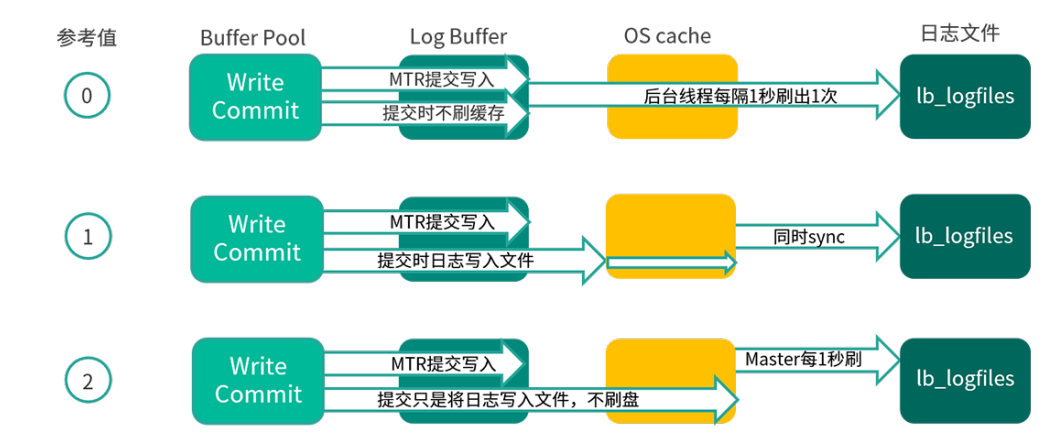 参考值 Buffer Pool Log Buffer OS cache 日志文件
0
Write
Commit
MTR提交写入
提交时不刷缓存
后台线程每隔1秒刷出1次
lb_logfiles
1
Write
Commit
MTR提交写入
提交时日志写入文件
同时sync
lb_logfiles
2
Write
Commit
MTR提交写入
提交只是将日志写入文件，不刷盘
Master每1秒刷
lb_logfiles